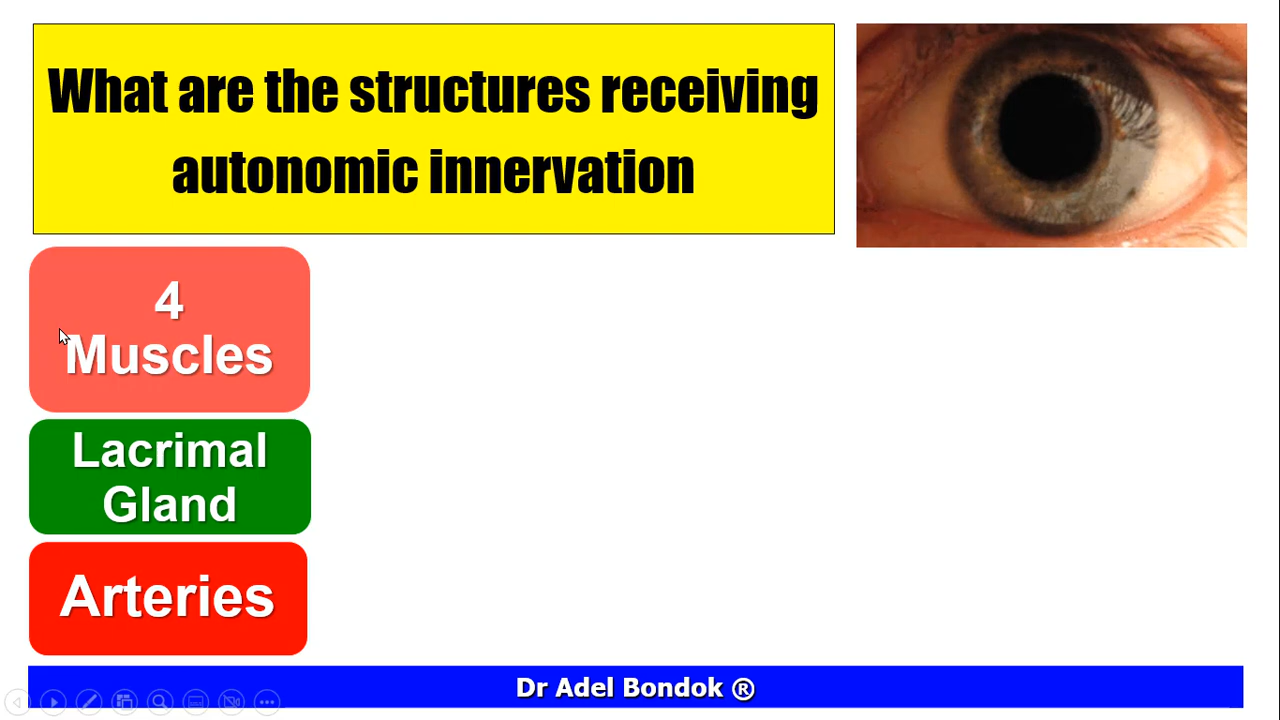 What are the structures receiving
autonomic innervation
4
Muscles
Lacrimal
Gland
Arteries
Dr Adel Bondok ®